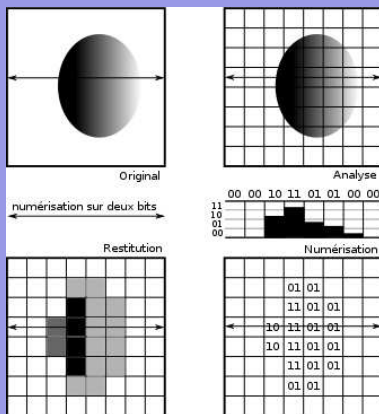 Original
Analyse
numérisation sur deux bits
00 00 10 11 01 01 00 00
11
10
01
00
Restitution
Numérisation
01 01
11 01 01
10 11 01 01
10 11 01 01
11 01 01
01 01